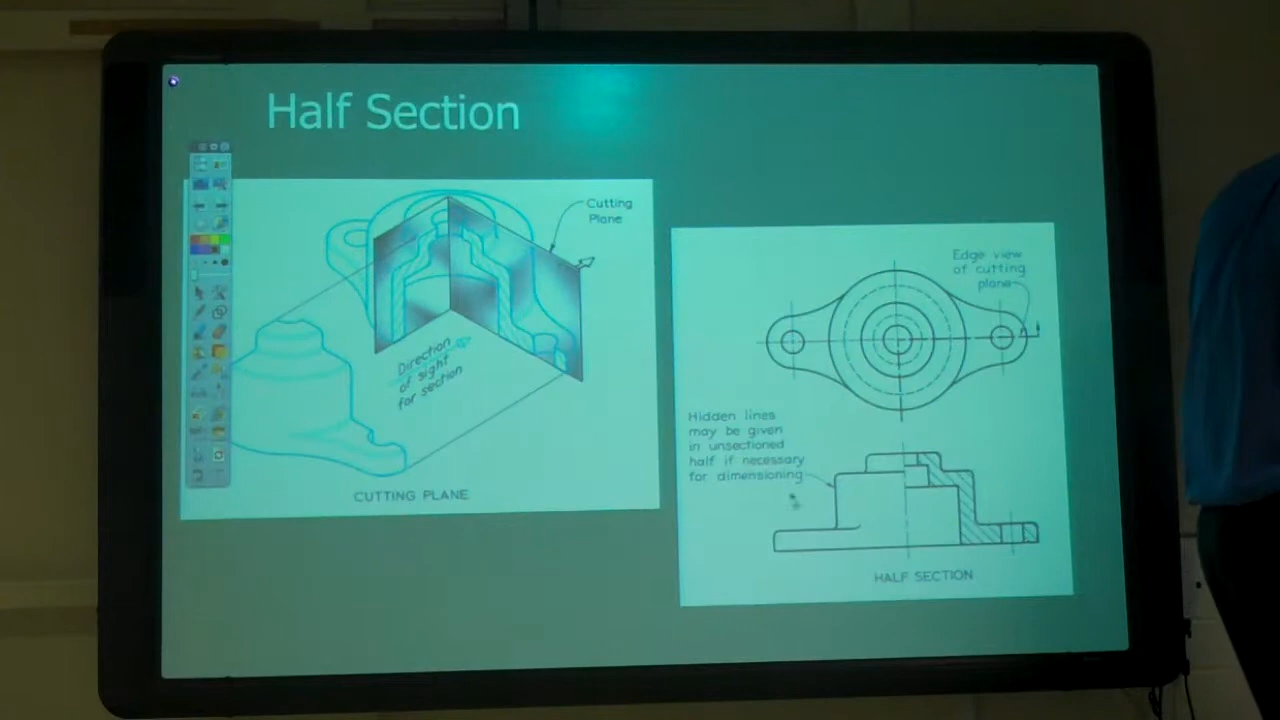 Half Section
Cutting
Plane
Direction
of sight
for section
CUTTING PLANE
Edge view
of cutting
plane
Hidden lines
may be given
in unsectioned
half if necessary
for dimensioning
HALF SECTION